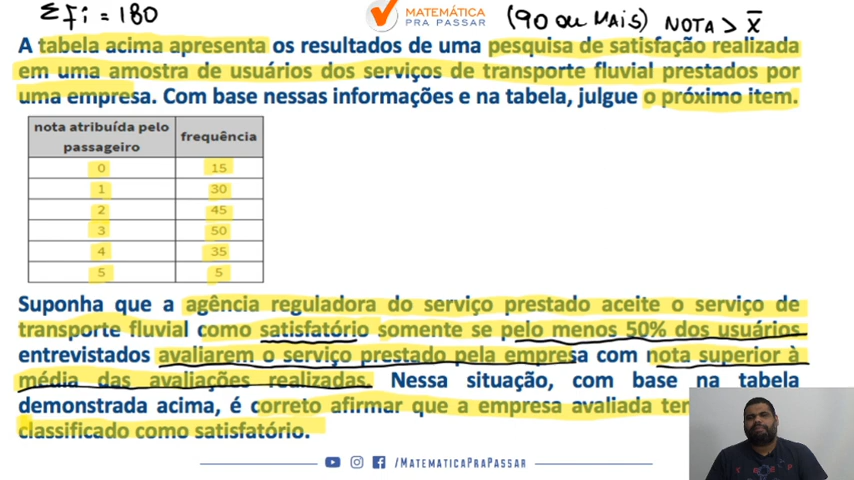 Σfi = 180
MATEMÁTICA
PRA PASSAR
(90 ou MAIS) NOTA > x̅
A tabela acima apresenta os resultados de uma pesquisa de satisfação realizada
em uma amostra de usuários dos serviços de transporte fluvial prestados por
uma empresa. Com base nessas informações e na tabela, julgue o próximo item.
nota atribuída pelo passageiro frequência
0 15
1 30
2 45
3 50
4 35
5 5
Suponha que a agência reguladora do serviço prestado aceite o serviço de
transporte fluvial como satisfatório somente se pelo menos 50% dos usuários
entrevistados avaliarem o serviço prestado pela empresa com nota superior à
média das avaliações realizadas. Nessa situação, com base na tabela
demonstrada acima, é correto afirmar que a empresa avaliada
classificado como satisfatório.
/MATEMATICAPRAPASSAR